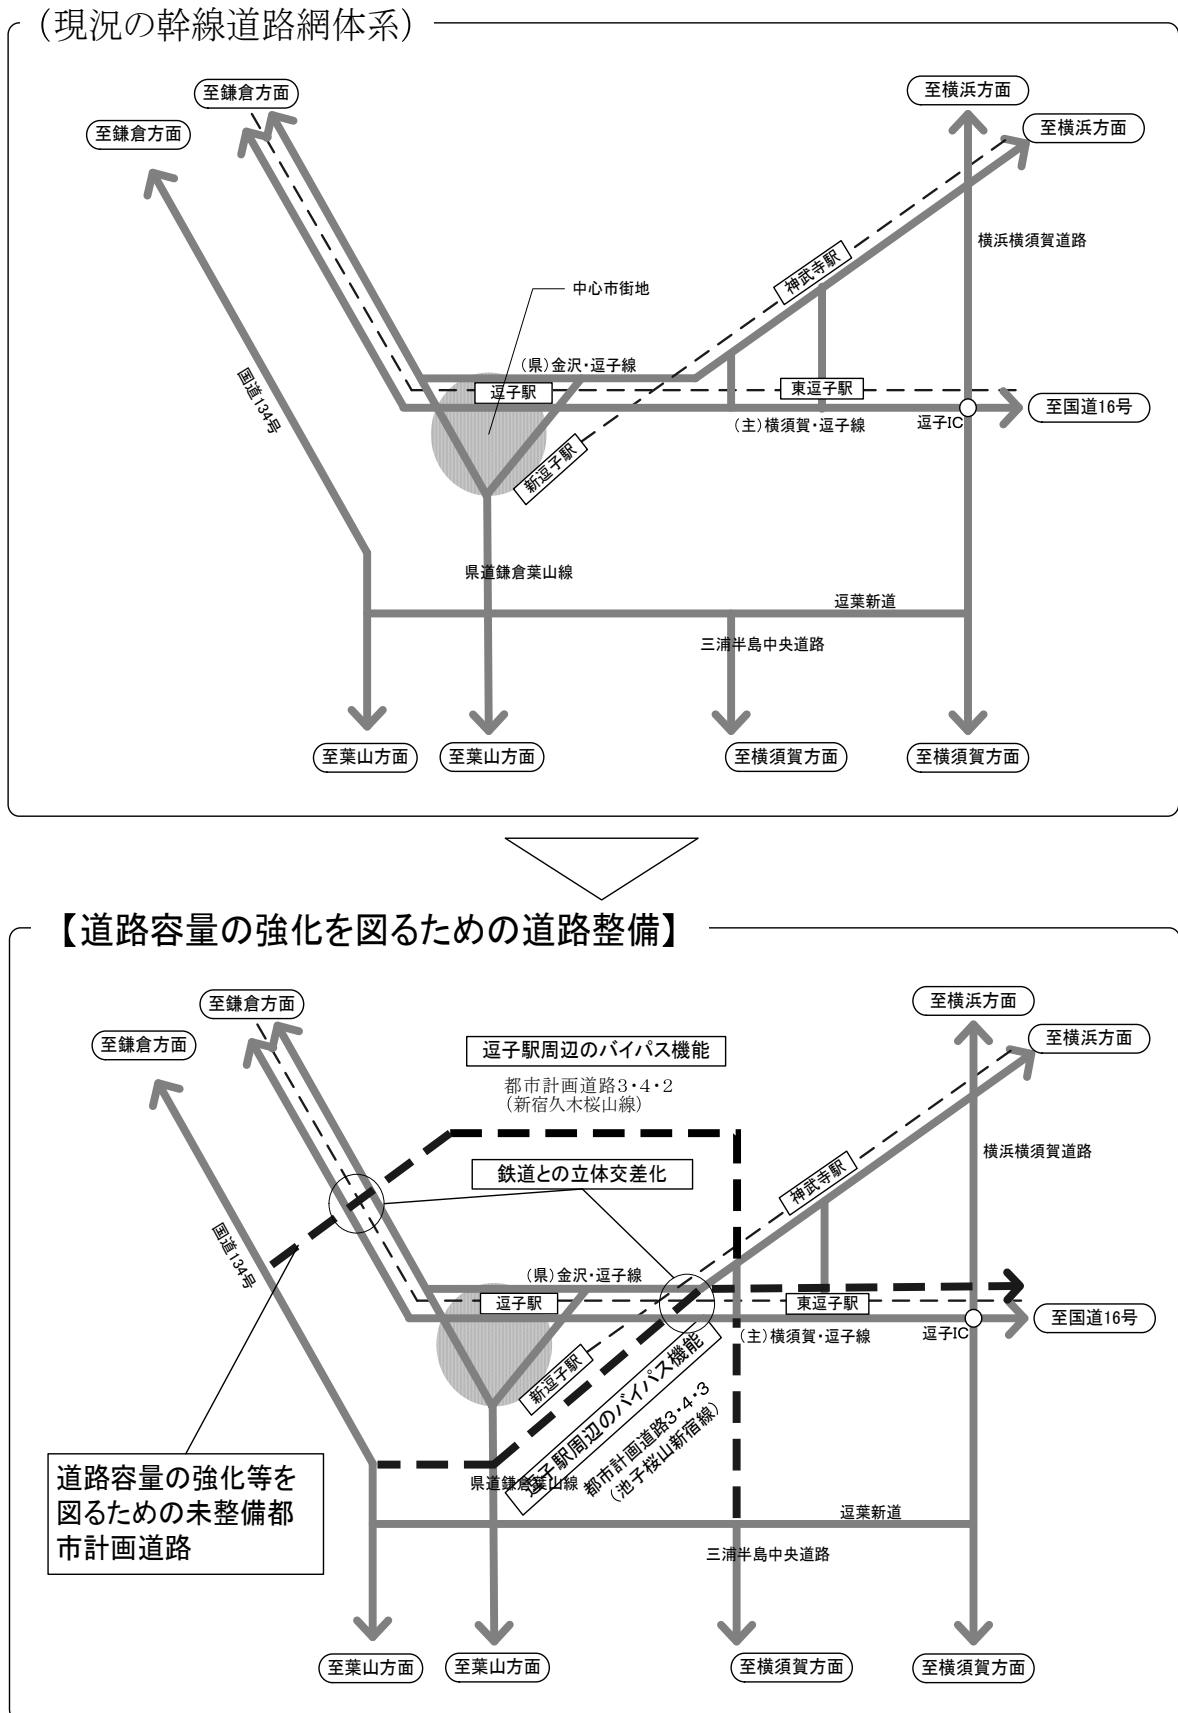 （現況の幹線道路網体系）
至鎌倉方面
至横浜方面
至鎌倉方面
至横浜方面
横浜横須賀道路
神武寺駅
中心市街地
（県）金沢・逗子線
国道134号
逗子駅
東逗子駅
至国道16号
（主）横須賀・逗子線
逗子IC
新逗子駅
県道鎌倉葉山線
逗葉新道
三浦半島中央道路
至葉山方面
至葉山方面
至横須賀方面
至横須賀方面
【道路容量の強化を図るための道路整備】
至鎌倉方面
至横浜方面
至鎌倉方面
至横浜方面
逗子駅周辺のバイパス機能
都市計画道路3・4・2
（新宿久木桜山線）
横浜横須賀道路
鉄道との立体交差化
神武寺駅
国道134号
（県）金沢・逗子線
逗子駅
東逗子駅
至国道16号
（主）横須賀・逗子線
逗子IC
新逗子駅
逗子駅周辺のバイパス機能
都市計画道路3・4・3
（池子桜山新宿線）
県道鎌倉葉山線
道路容量の強化等を
図るための未整備都
市計画道路
逗葉新道
三浦半島中央道路
至葉山方面
至葉山方面
至横須賀方面
至横須賀方面